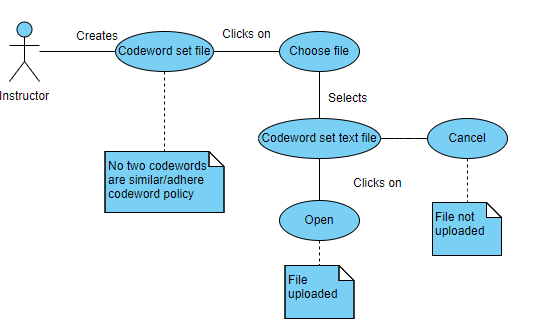 Creates
Clicks on
Codeword set file
Choose file
Instructor
Selects
Codeword set text file
Cancel
No two codewords
are similar/adhere
codeword policy
Clicks on
Open
File not
uploaded
File
uploaded